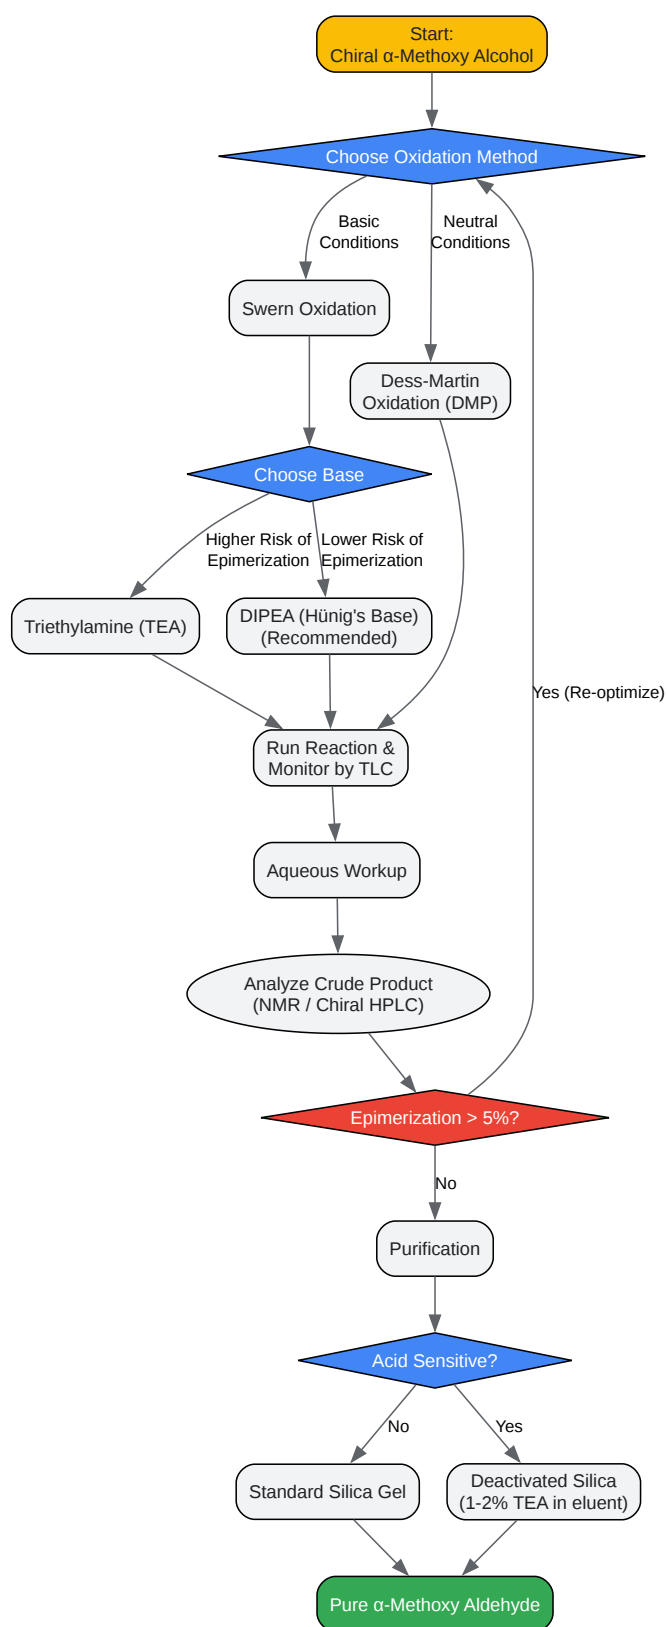 Start:
Chiral α-Methoxy Alcohol
Choose Oxidation Method
Basic
Conditions
Neutral
Conditions
Swern Oxidation
Dess-Martin
Oxidation (DMP)
Choose Base
Higher Risk of
Epimerization
Lower Risk of
Epimerization
Triethylamine (TEA)
DIPEA (Hünig's Base)
(Recommended)
Yes (Re-optimize)
Run Reaction &
Monitor by TLC
Aqueous Workup
Analyze Crude Product
(NMR / Chiral HPLC)
Epimerization > 5%?
No
Purification
Acid Sensitive?
No
Yes
Standard Silica Gel
Deactivated Silica
(1-2% TEA in eluent)
Pure α-Methoxy Aldehyde